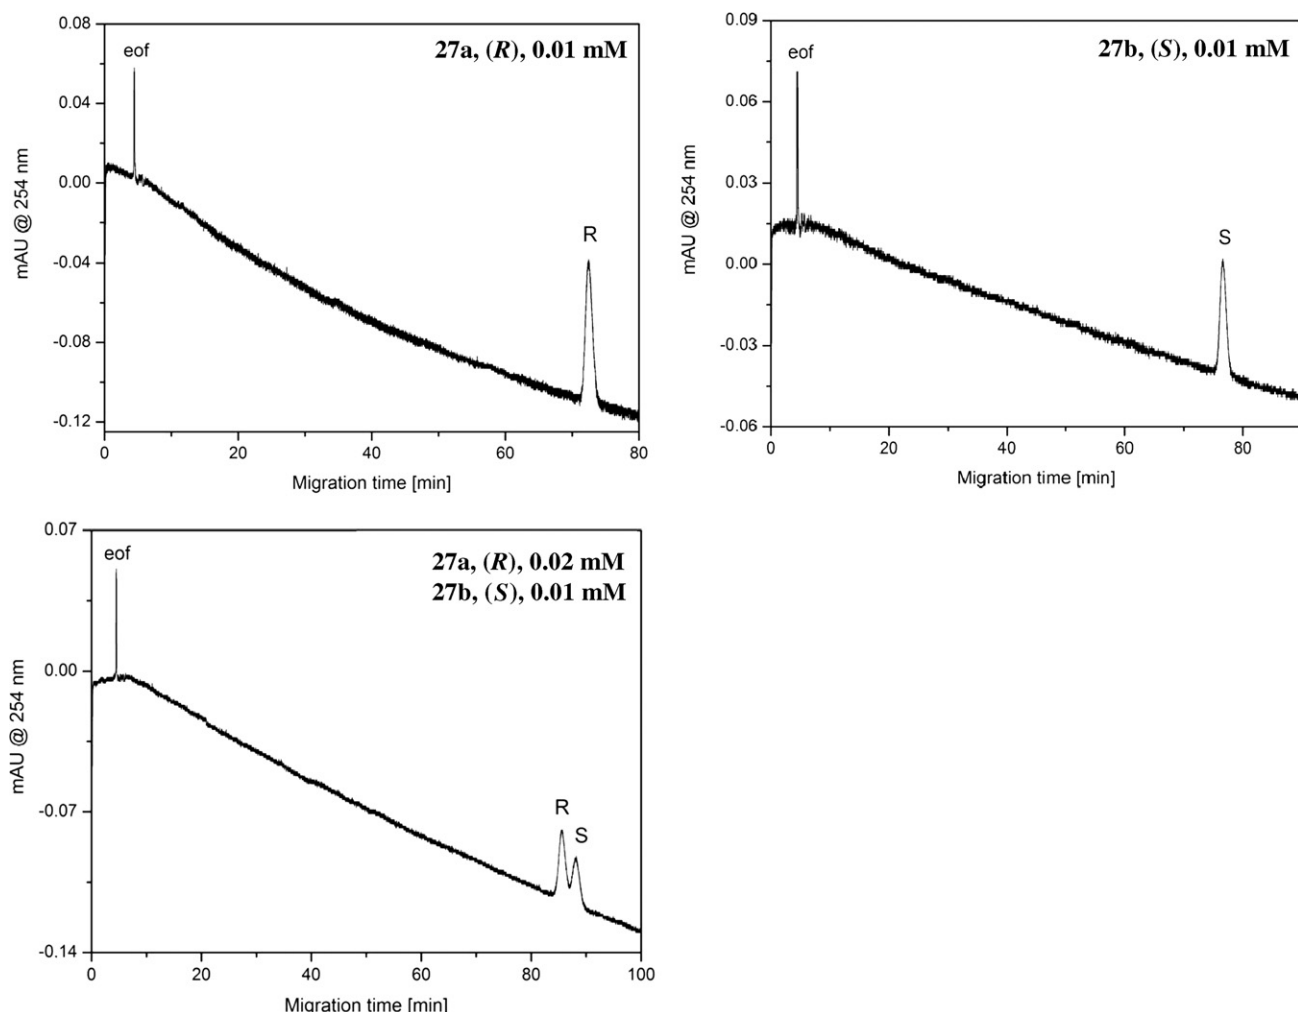 0.08
eof
27a, (R), 0.01 mM
0.04
0.00
mAU @ 254 nm
R
-0.04
-0.08
-0.12
0 20 40 60 80
Migration time [min]
0.09
eof
27b, (S), 0.01 mM
0.06
0.03
mAU @ 254 nm
S
0.00
-0.03
-0.06
0 20 40 60 80
Migration time [min]
0.07
eof
27a, (R), 0.02 mM
27b, (S), 0.01 mM
0.00
mAU @ 254 nm
R
S
-0.07
-0.14
0 20 40 60 80 100
Migration time [min]